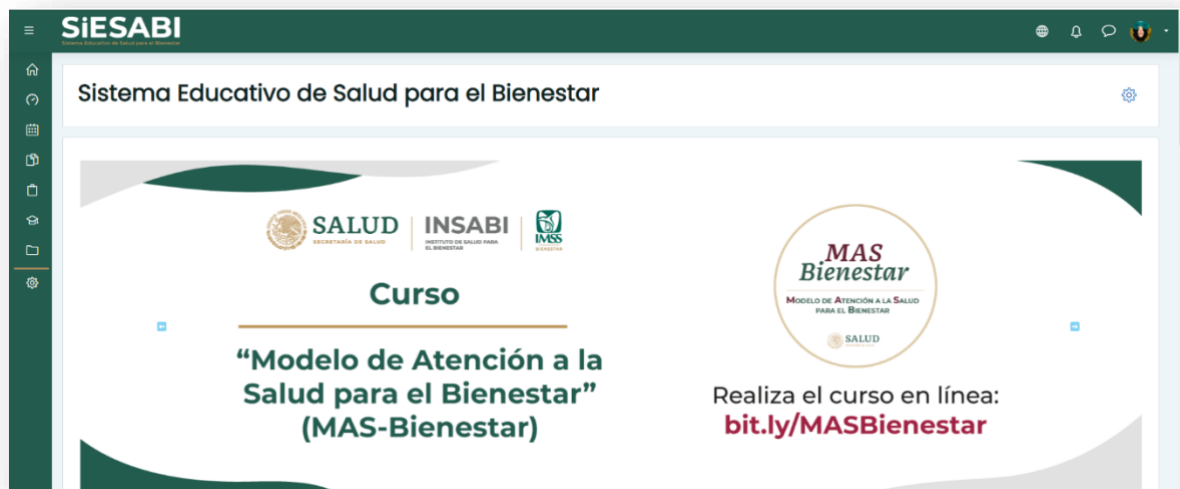 SiESABI
Sistema Educativo de Salud para el Bienestar
Sistema Educativo de Salud para el Bienestar
SALUD
SECRETARÍA DE SALUD
INSABI
INSTITUTO DE SALUD PARA
EL BIENESTAR
IMSS
BIENESTAR
Curso
“Modelo de Atención a la
Salud para el Bienestar”
(MAS-Bienestar)
MAS
Bienestar
MODELO DE ATENCIÓN A LA SALUD
PARA EL BIENESTAR
SALUD
Realiza el curso en línea:
bit.ly/MASBienestar